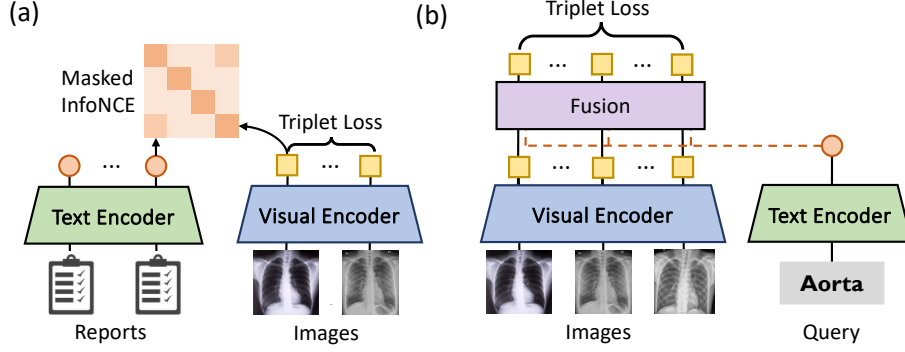 (a)
Masked
InfoNCE
Triplet Loss
...
...
Text Encoder
Visual Encoder
Reports
Images
(b)
Triplet Loss
...
...
Fusion
...
...
Visual Encoder
Text Encoder
Aorta
Images
Query